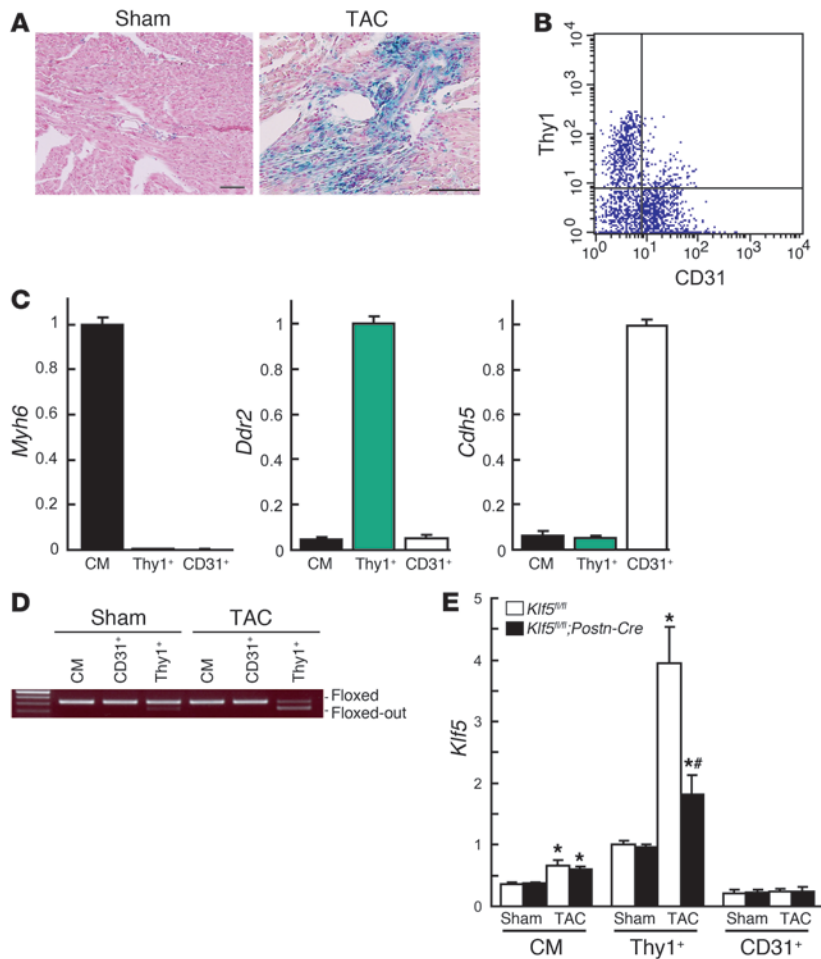 A
Sham
TAC
B
Thy1
10⁴
10³
10²
10¹
10⁰
10⁰ 10¹ 10² 10³ 10⁴
CD31
C
Myh6
1
0.8
0.6
0.4
0.2
0
CM Thy1⁺ CD31⁺
Ddr2
1
0.8
0.6
0.4
0.2
0
CM Thy1⁺ CD31⁺
Cdh5
1
0.8
0.6
0.4
0.2
0
CM Thy1⁺ CD31⁺
D
Sham TAC
CM CD31⁺ Thy1⁺ CM CD31⁺ Thy1⁺
Floxed
Floxed-out
E
Klf5
5
4
3
2
1
0
Klf5fl/fl
Klf5fl/fl;Postn-Cre
* * * *#
Sham TAC Sham TAC Sham TAC
CM Thy1⁺ CD31⁺